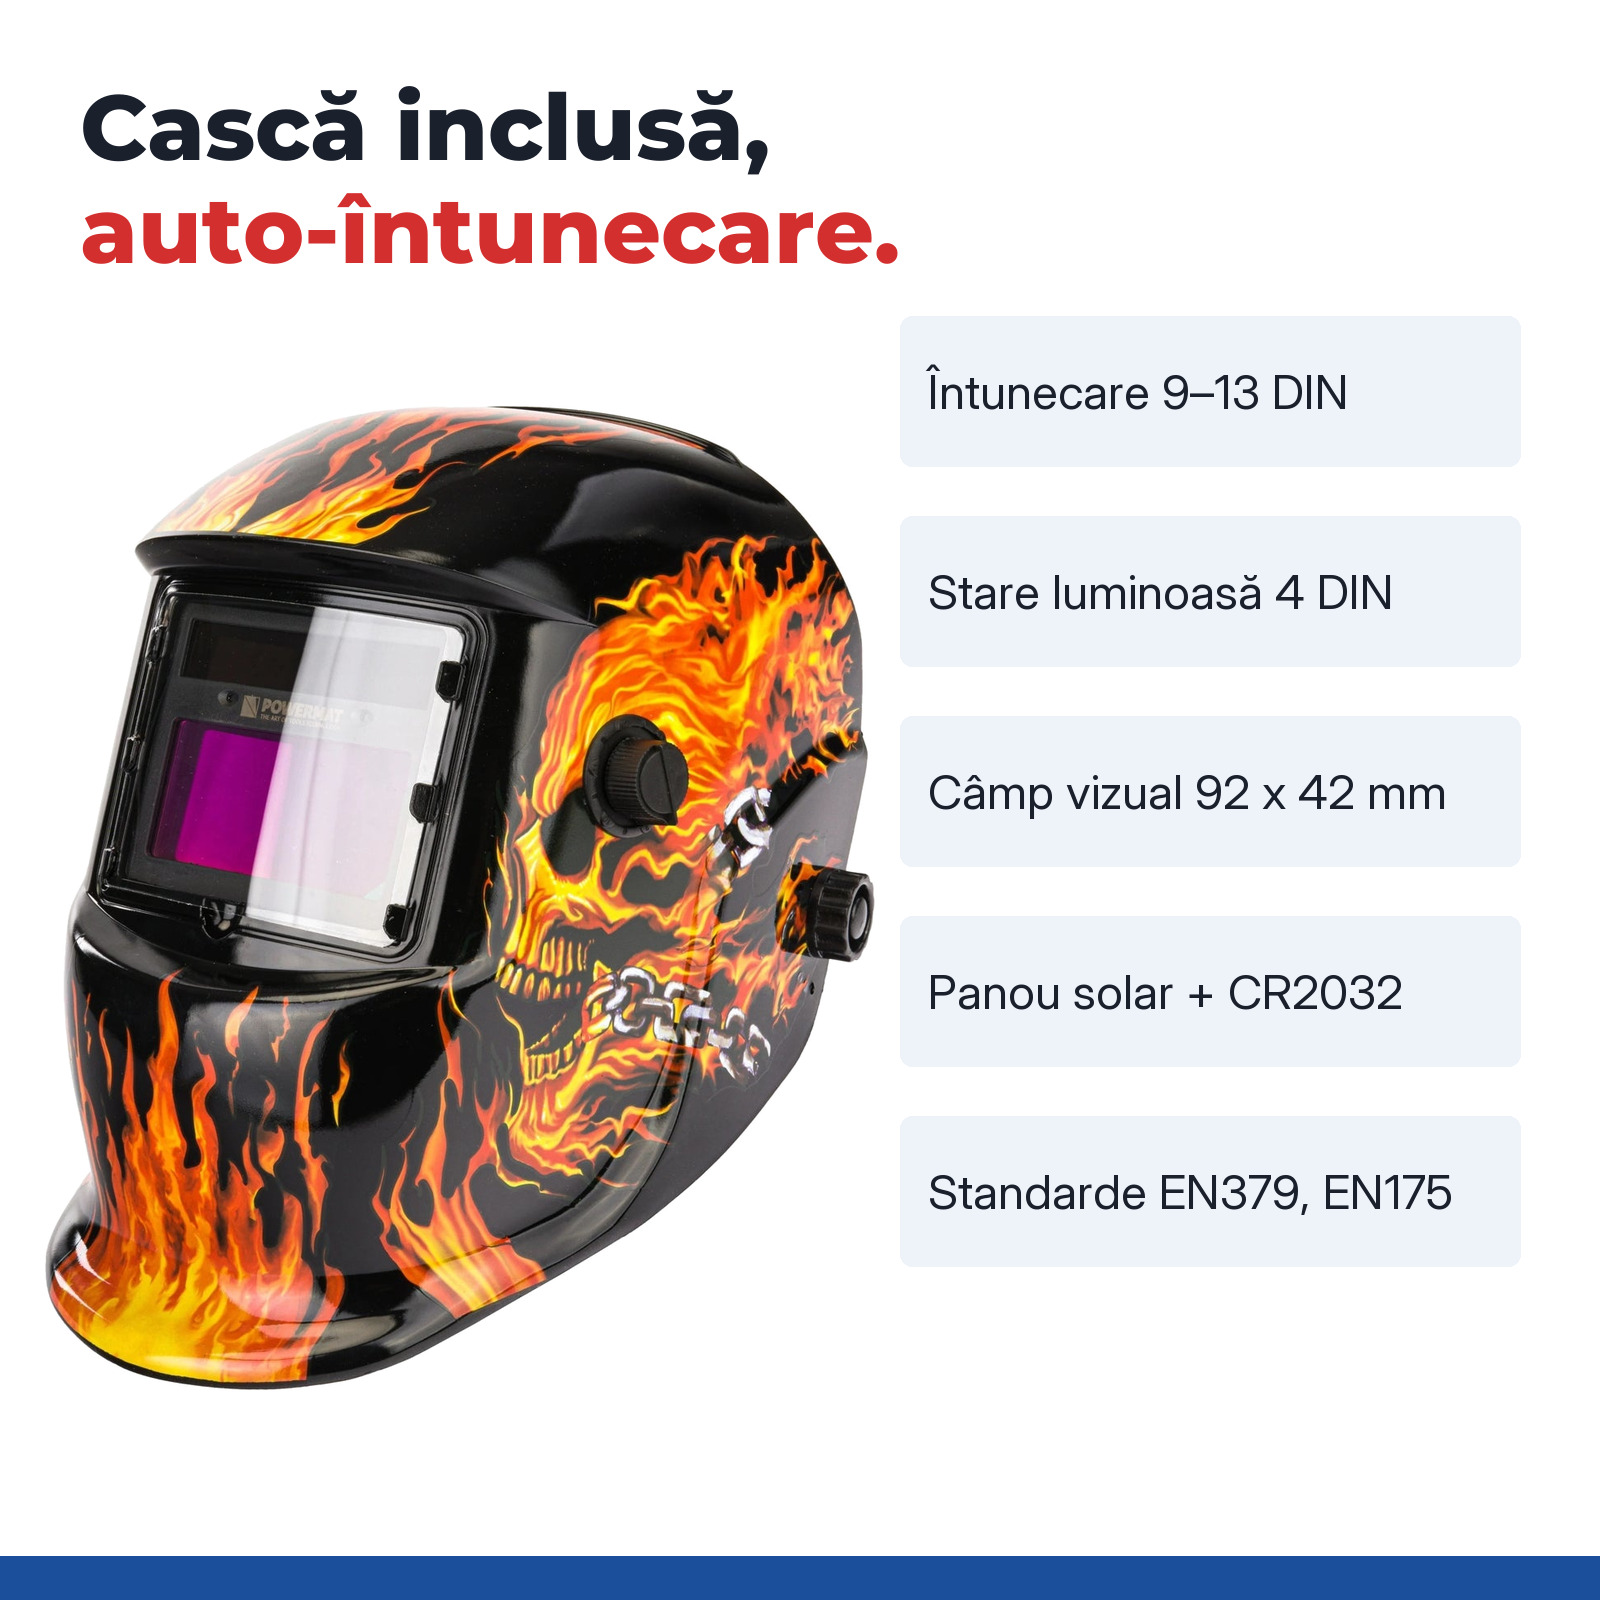 Cască inclusă,
auto-întunecare.
Întunecare 9–13 DIN
Stare luminoasă 4 DIN
Câmp vizual 92 x 42 mm
Panou solar + CR2032
Standarde EN379, EN175
POWERMAT